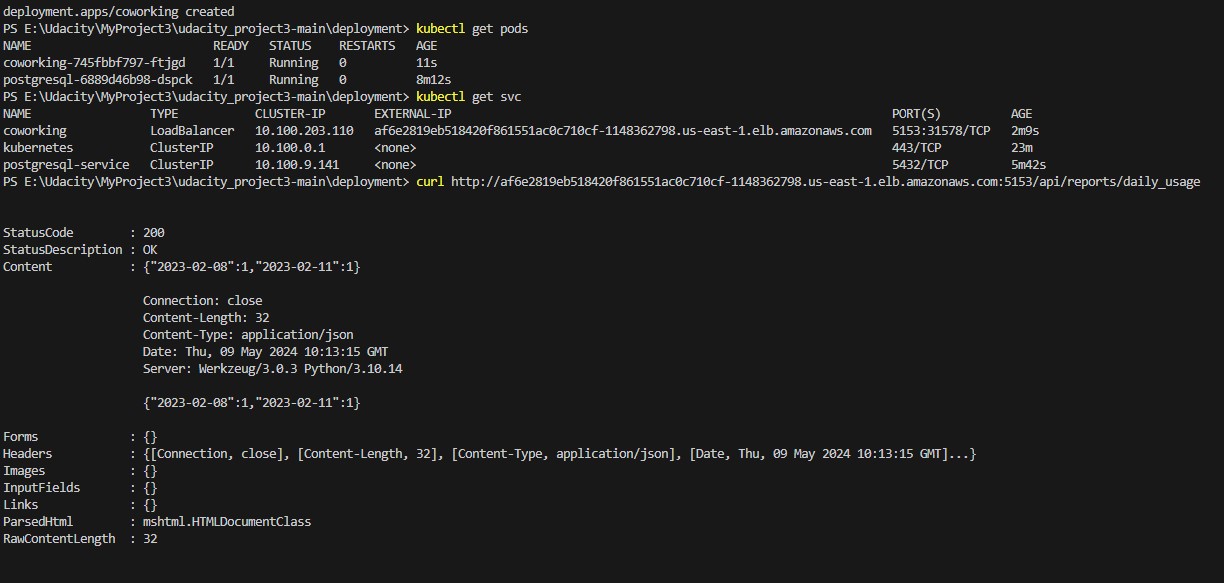 deployment.apps/coworking created
PS E:\Udacity\MyProject3\udacity_project3-main\deployment> kubectl get pods
NAME                         READY   STATUS    RESTARTS   AGE
coworking-745fbbf797-ftjgd   1/1     Running   0          11s
postgresql-6889d46b98-dspck   1/1     Running   0          8m12s
PS E:\Udacity\MyProject3\udacity_project3-main\deployment> kubectl get svc
NAME                 TYPE           CLUSTER-IP       EXTERNAL-IP                                                               PORT(S)          AGE
coworking            LoadBalancer   10.100.203.110   af6e2819eb518420f861551ac0c710cf-1148362798.us-east-1.elb.amazonaws.com   5153:31578/TCP   2m9s
kubernetes           ClusterIP      10.100.0.1       <none>                                                                    443/TCP          23m
postgresql-service   ClusterIP      10.100.9.141     <none>                                                                    5432/TCP         5m42s
PS E:\Udacity\MyProject3\udacity_project3-main\deployment> curl http://af6e2819eb518420f861551ac0c710cf-1148362798.us-east-1.elb.amazonaws.com:5153/api/reports/daily_usage
StatusCode        : 200
StatusDescription : OK
Content           : {"2023-02-08":1,"2023-02-11":1}
Connection: close
Content-Length: 32
Content-Type: application/json
Date: Thu, 09 May 2024 10:13:15 GMT
Server: Werkzeug/3.0.3 Python/3.10.14
{"2023-02-08":1,"2023-02-11":1}
Forms             : {}
Headers           : {[Connection, close], [Content-Length, 32], [Content-Type, application/json], [Date, Thu, 09 May 2024 10:13:15 GMT]...}
Images            : {}
InputFields       : {}
Links             : {}
ParsedHtml        : mshtml.HTMLDocumentClass
RawContentLength  : 32